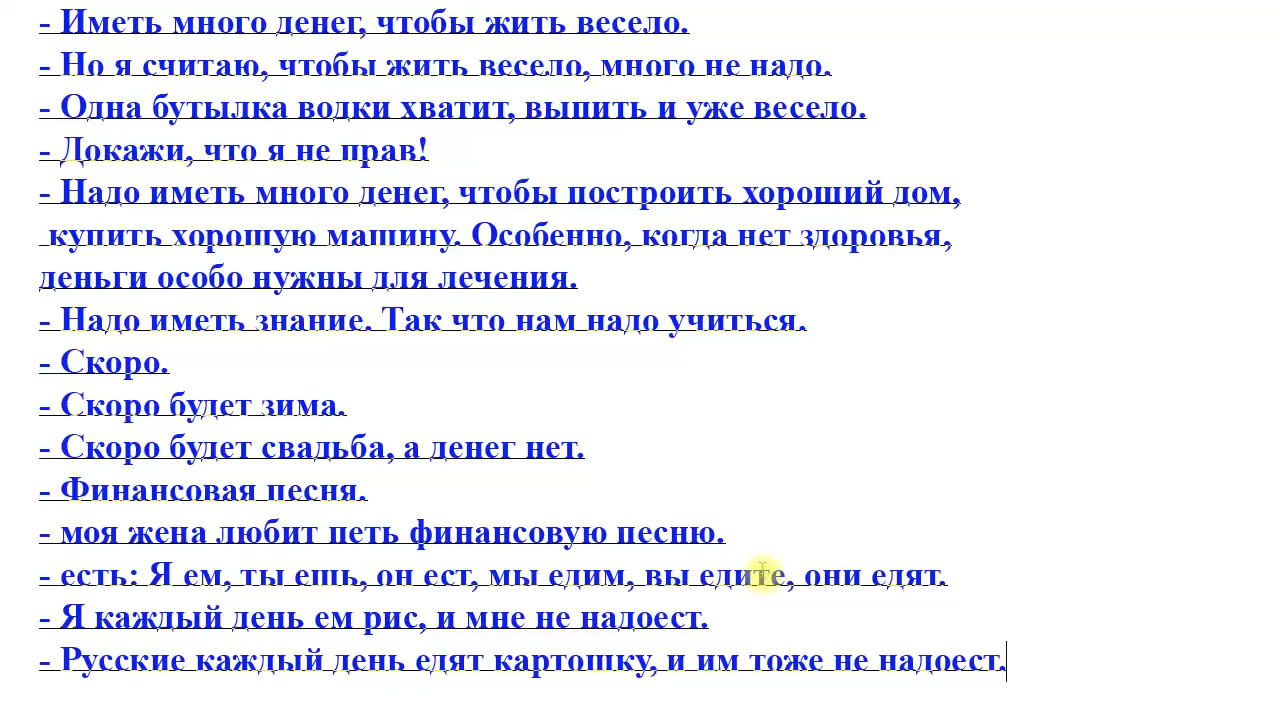 - Иметь много денег, чтобы жить весело.
- Но я считаю, чтобы жить весело, много не надо.
- Одна бутылка водки хватит, выпить и уже весело.
- Докажи, что я не прав!
- Надо иметь много денег, чтобы построить хороший дом,
купить хорошую машину. Особенно, когда нет здоровья,
деньги особо нужны для лечения.
- Надо иметь знание. Так что нам надо учиться.
- Скоро.
- Скоро будет зима.
- Скоро будет свадьба, а денег нет.
- Финансовая песня.
- моя жена любит петь финансовую песню.
- есть: Я ем, ты ешь, он ест, мы едим, вы едите, они едят.
- Я каждый день ем рис, и мне не надоест.
- Русские каждый день едят картошку, и им тоже не надоест.